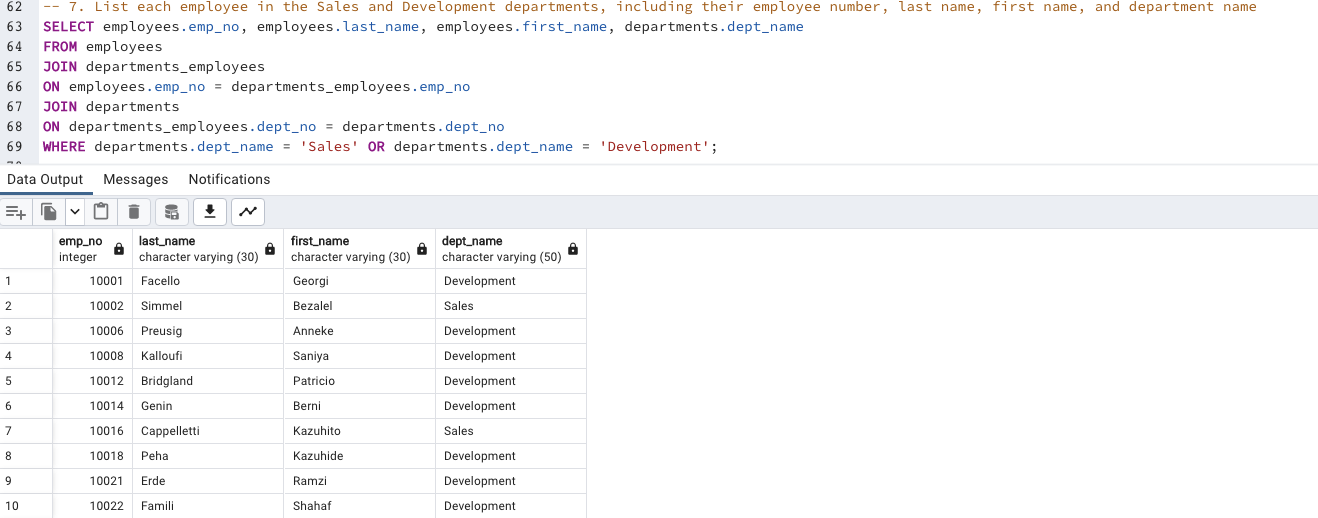 62 -- 7. List each employee in the Sales and Development departments, including their employee number, last name, first name, and department name
63 SELECT employees.emp_no, employees.last_name, employees.first_name, departments.dept_name
64 FROM employees
65 JOIN departments_employees
66 ON employees.emp_no = departments_employees.emp_no
67 JOIN departments
68 ON departments_employees.dept_no = departments.dept_no
69 WHERE departments.dept_name = 'Sales' OR departments.dept_name = 'Development';
Data Output Messages Notifications
emp_no last_name first_name dept_name
integer character varying (30) character varying (30) character varying (50)
1 10001 Facello Georgi Development
2 10002 Simmel Bezalel Sales
3 10006 Preusig Anneke Development
4 10008 Kalloufi Saniya Development
5 10012 Bridgland Patricio Development
6 10014 Genin Berni Development
7 10016 Cappelletti Kazuhito Sales
8 10018 Peha Kazuhide Development
9 10021 Erde Ramzi Development
10 10022 Famili Shahaf Development